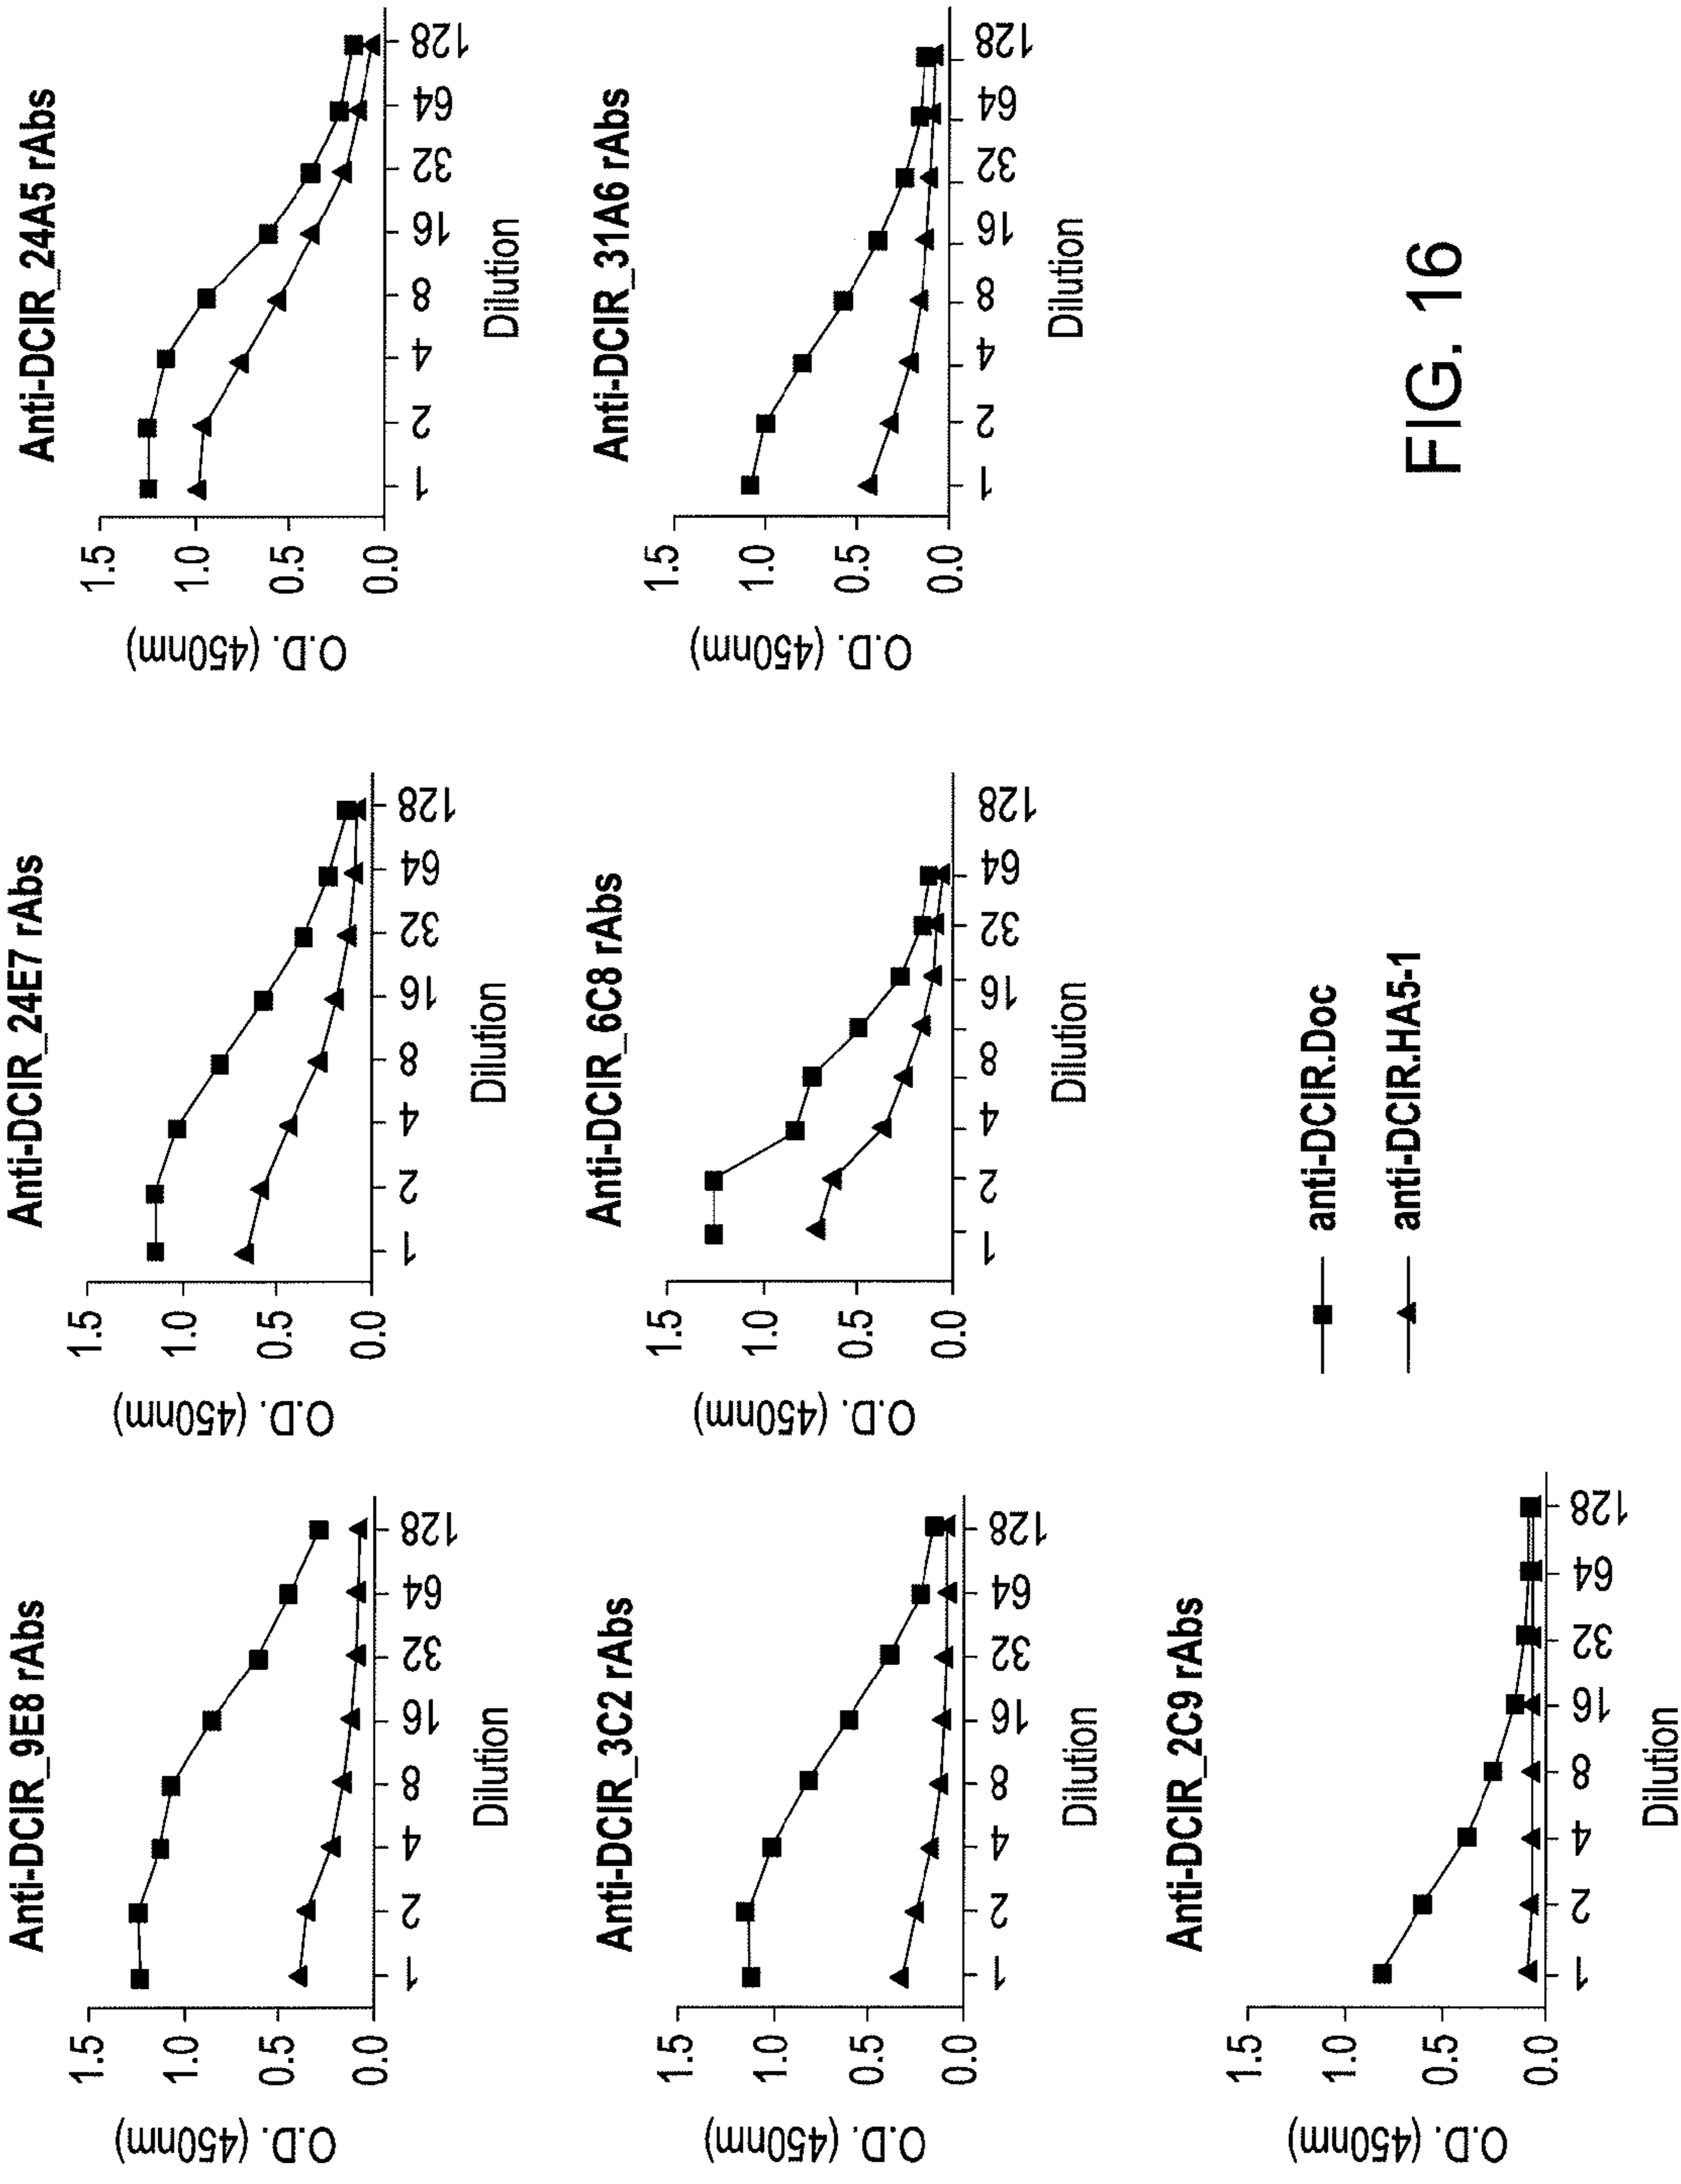 Anti-DCIR_9E8 rAbs
O.D. (450nm)
1.5
1.0
0.5
0.0
1 2 4 8 16 32 64 128
Dilution
Anti-DCIR_24E7 rAbs
O.D. (450nm)
1.5
1.0
0.5
0.0
1 2 4 8 16 32 64 128
Dilution
Anti-DCIR_24A5 rAbs
O.D. (450nm)
1.5
1.0
0.5
0.0
1 2 4 8 16 32 64 128
Dilution
Anti-DCIR_3C2 rAbs
O.D. (450nm)
1.5
1.0
0.5
0.0
1 2 4 8 16 32 64 128
Dilution
Anti-DCIR_6C8 rAbs
O.D. (450nm)
1.5
1.0
0.5
0.0
1 2 4 8 16 32 64 128
Dilution
Anti-DCIR_31A6 rAbs
O.D. (450nm)
1.5
1.0
0.5
0.0
1 2 4 8 16 32 64 128
Dilution
Anti-DCIR_2C9 rAbs
O.D. (450nm)
1.5
1.0
0.5
0.0
1 2 4 8 16 32 64 128
Dilution
anti-DCIR.Doc
anti-DCIR.HA5-1
FIG. 16